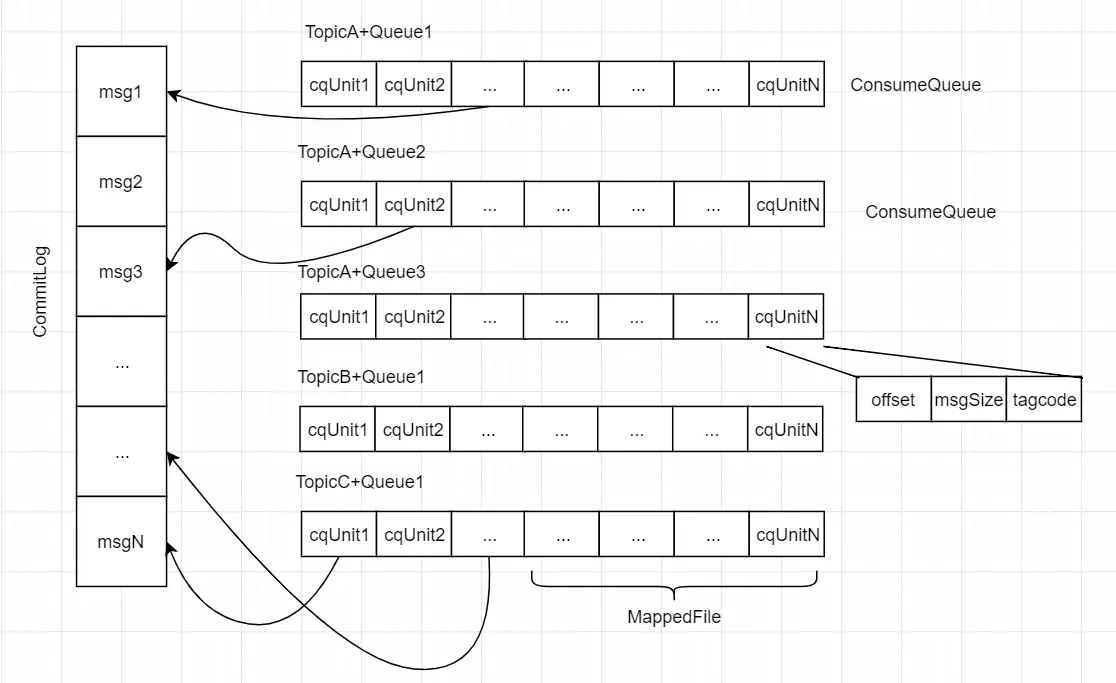 TopicA+Queue1
cqUnit1 cqUnit2 ... ... ... ... cqUnitN
ConsumeQueue
TopicA+Queue2
cqUnit1 cqUnit2 ... ... ... ... cqUnitN
ConsumeQueue
TopicA+Queue3
cqUnit1 cqUnit2 ... ... ... ... cqUnitN
offset msgSize tagcode
TopicB+Queue1
cqUnit1 cqUnit2 ... ... ... ... cqUnitN
TopicC+Queue1
cqUnit1 cqUnit2 ... ... ... ... cqUnitN
MappedFile
CommitLog
msg1
msg2
msg3
...
...
msgN